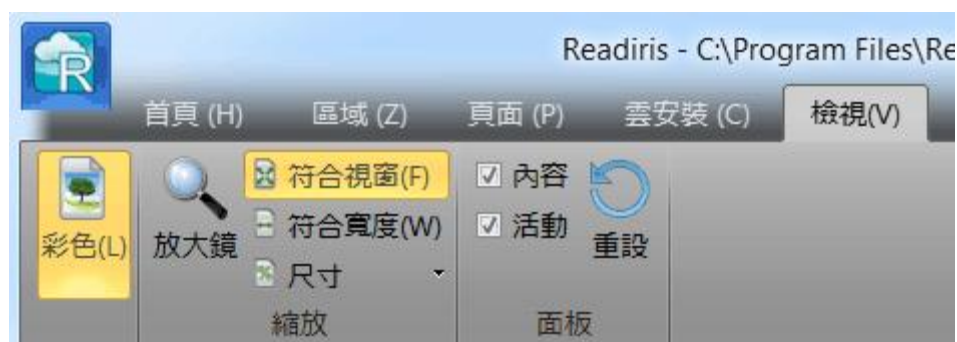 Readiris - C:\Program Files\Re
首頁 (H) 區域 (Z) 頁面 (P) 雲安裝 (C) 檢視(V)
彩色(L)
放大鏡
符合視窗(F)
符合寬度(W)
尺寸
縮放
內容
活動
重設
面板